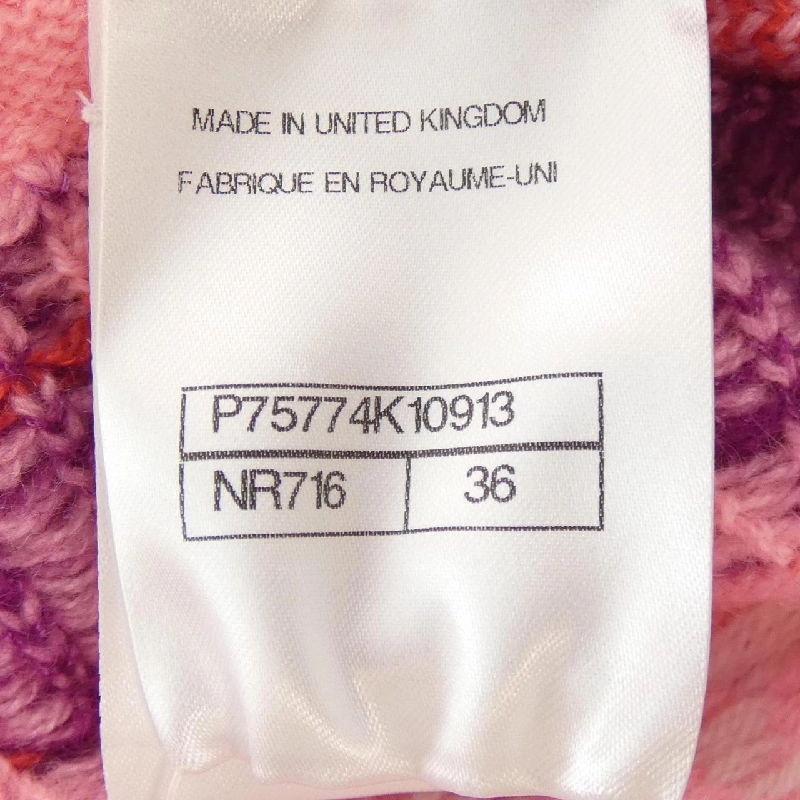 MADE IN UNITED KINGDOM
FABRIQUE EN ROYAUME-UNI
P75774K10913
NR716 36